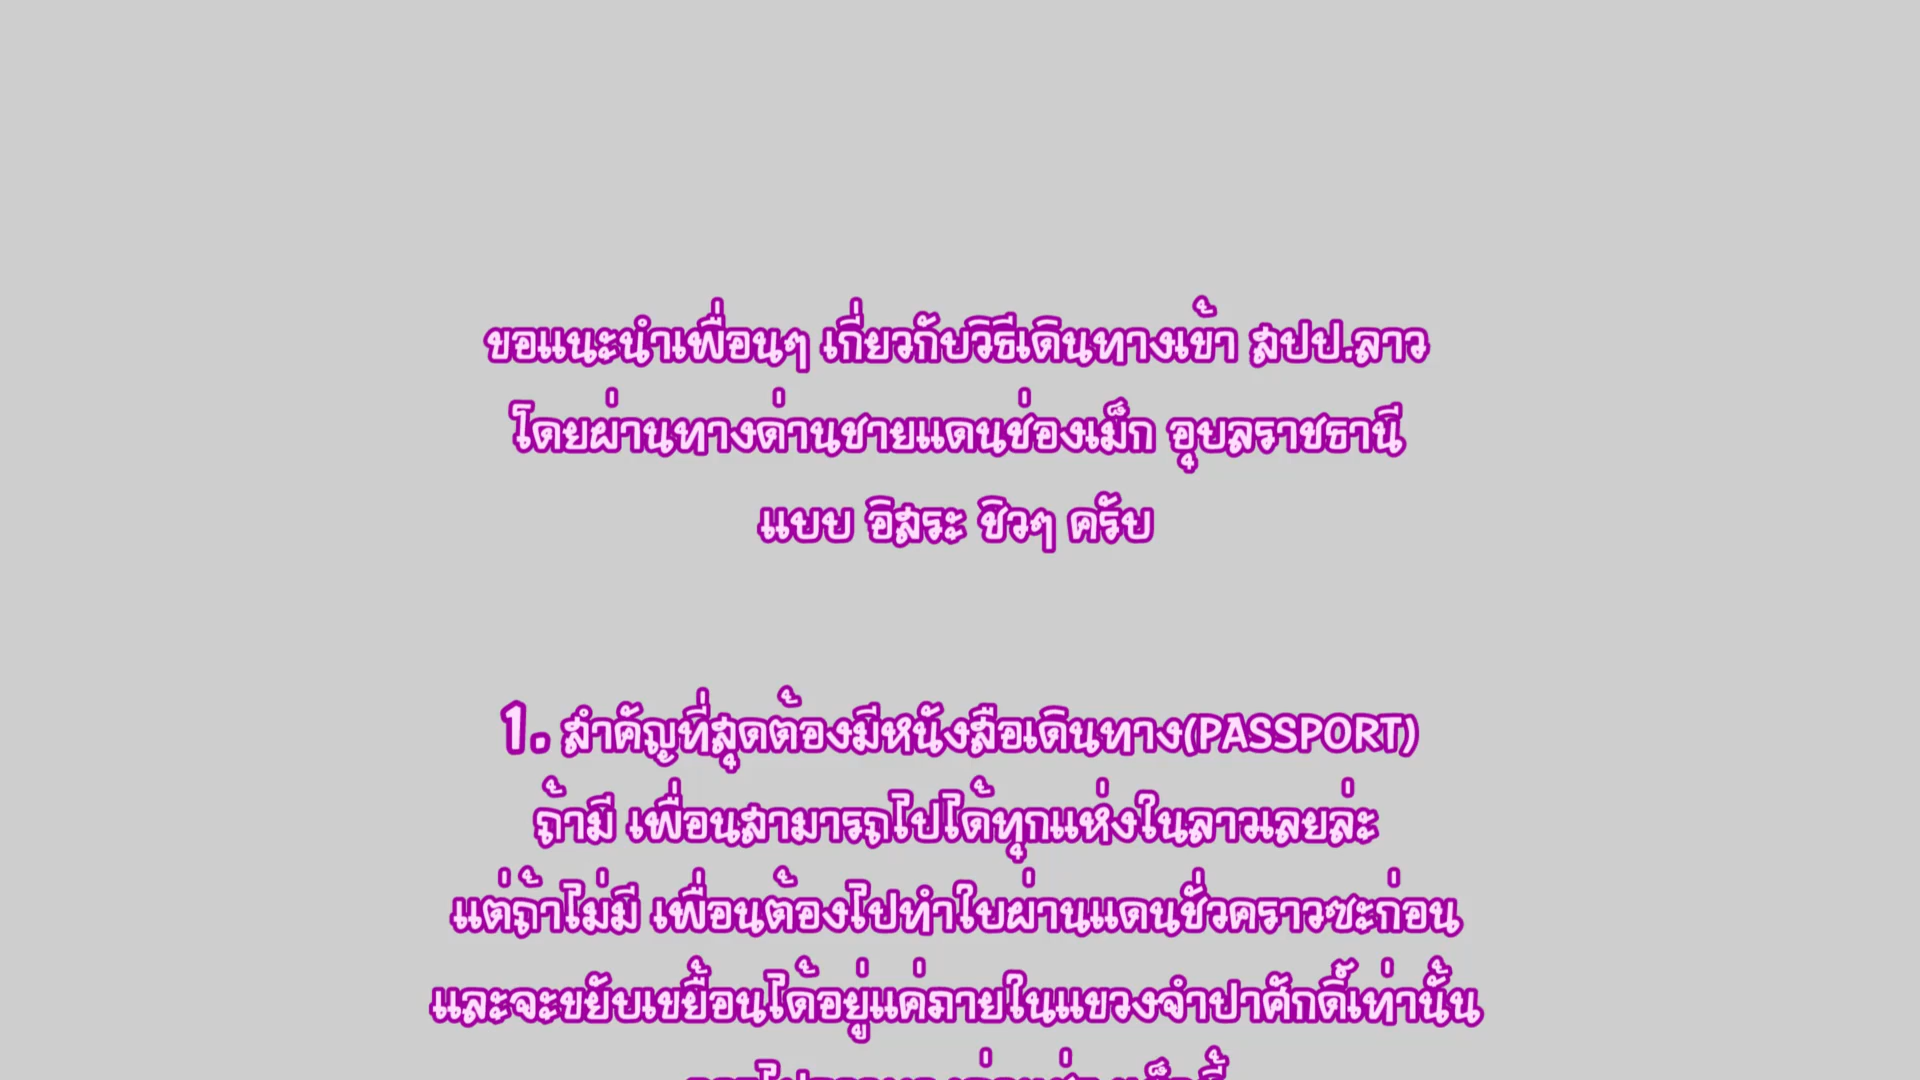 ขอแนะนำเพื่อนๆ เกี่ยวกับวิธีเดินทางเข้า สปป.ลาว
โดยผ่านทางด่านชายแดนช่องเม็ก อุบลราชธานี
แบบ อิสระ ชิวๆ ครับ
1. สำคัญที่สุดต้องมีหนังสือเดินทาง(PASSPORT)
ถ้ามี เพื่อนสามารถไปได้ทุกแห่งในลาวเลยล่ะ
แต่ถ้าไม่มี เพื่อนต้องไปทำใบผ่านแดนชั่วคราวซะก่อน
และจะขยับเขยื้อนได้อยู่แค่ภายในแขวงจำปาศักดิ์เท่านั้น